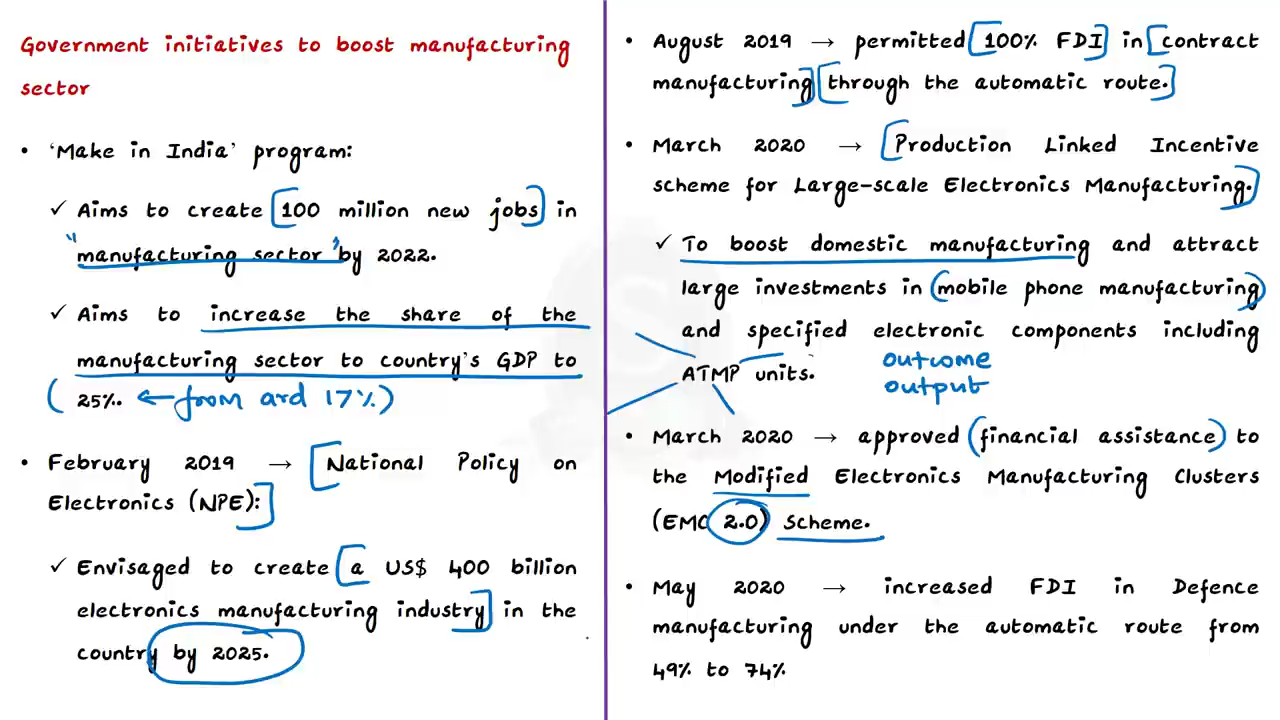 Government initiatives to boost manufacturing
sector
• 'Make in India' program:
✓ Aims to create 100 million new jobs in
manufacturing sector by 2022.
✓ Aims to increase the share of the
manufacturing sector to country's GDP to
25%. ← from ard 17%)
• February 2019 → National Policy on
Electronics (NPE):
✓ Envisaged to create a US$ 400 billion
electronics manufacturing industry in the
country by 2025.
• August 2019 → permitted 100% FDI in contract
manufacturing through the automatic route.
• March 2020 → Production Linked Incentive
scheme for Large-scale Electronics Manufacturing.
✓ To boost domestic manufacturing and attract
large investments in mobile phone manufacturing
and specified electronic components including
ATMP units.
outcome
output
• March 2020 → approved financial assistance to
the Modified Electronics Manufacturing Clusters
(EMC 2.0) Scheme.
• May 2020 → increased FDI in Defence
manufacturing under the automatic route from
49% to 74%